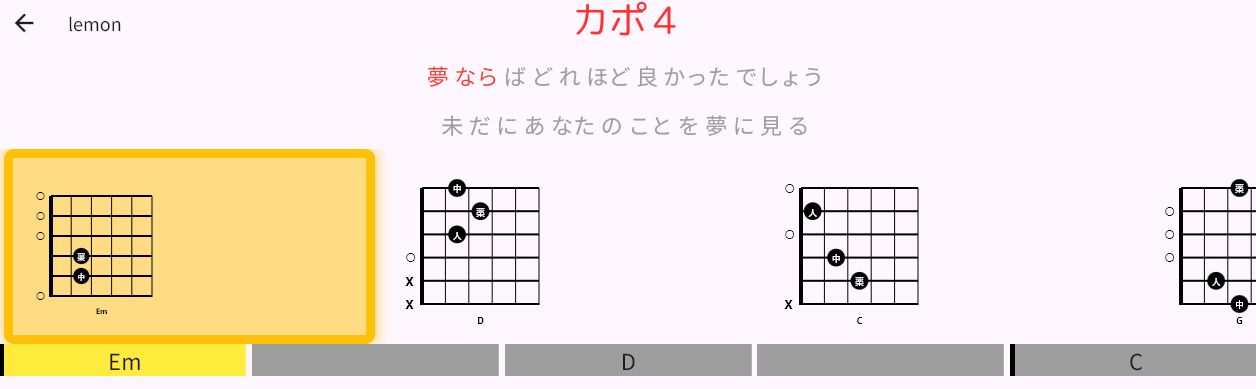 lemon
カポ４
夢ならばどれほど良かったでしょう
未だにあなたのことを夢に見る
中
薬
人
薬
中
X
X
Em
D
人
中
薬
X
C
薬
人
中
G
Em
D
C